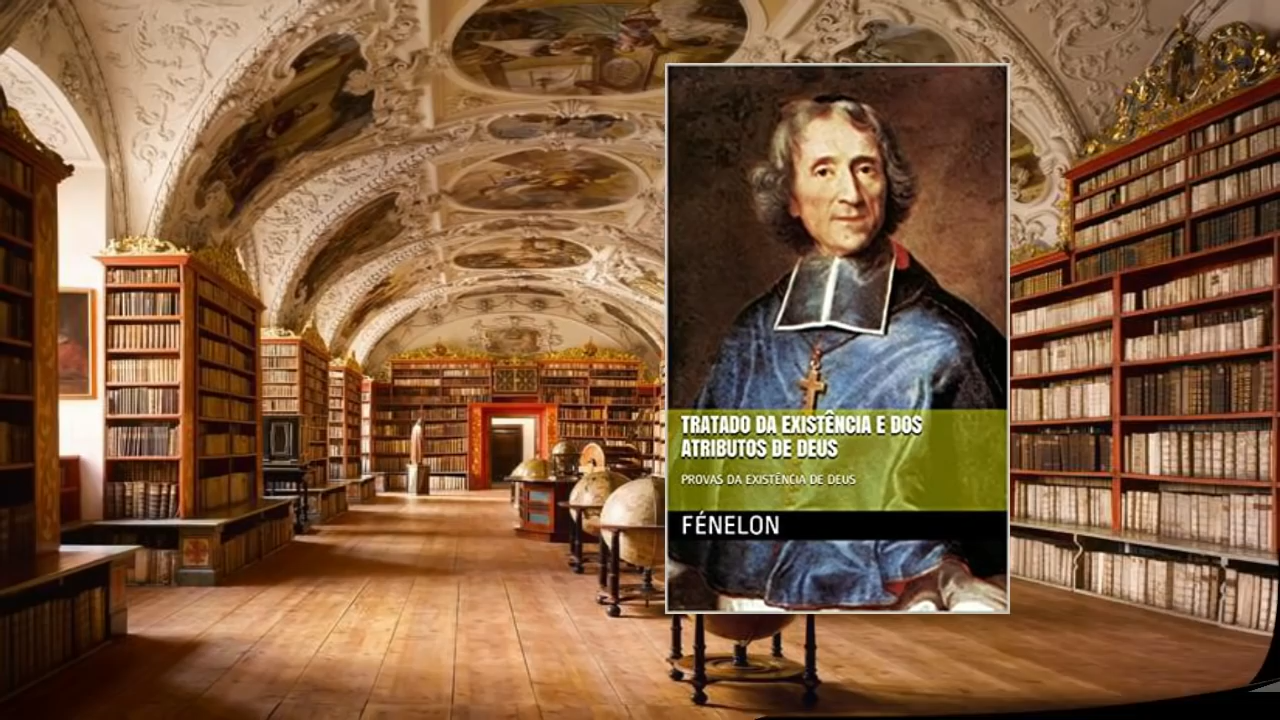 TRATADO DA EXISTÊNCIA E DOS
ATRIBUTOS DE DEUS
PROVAS DA EXISTÊNCIA DE DEUS
FÉNELON